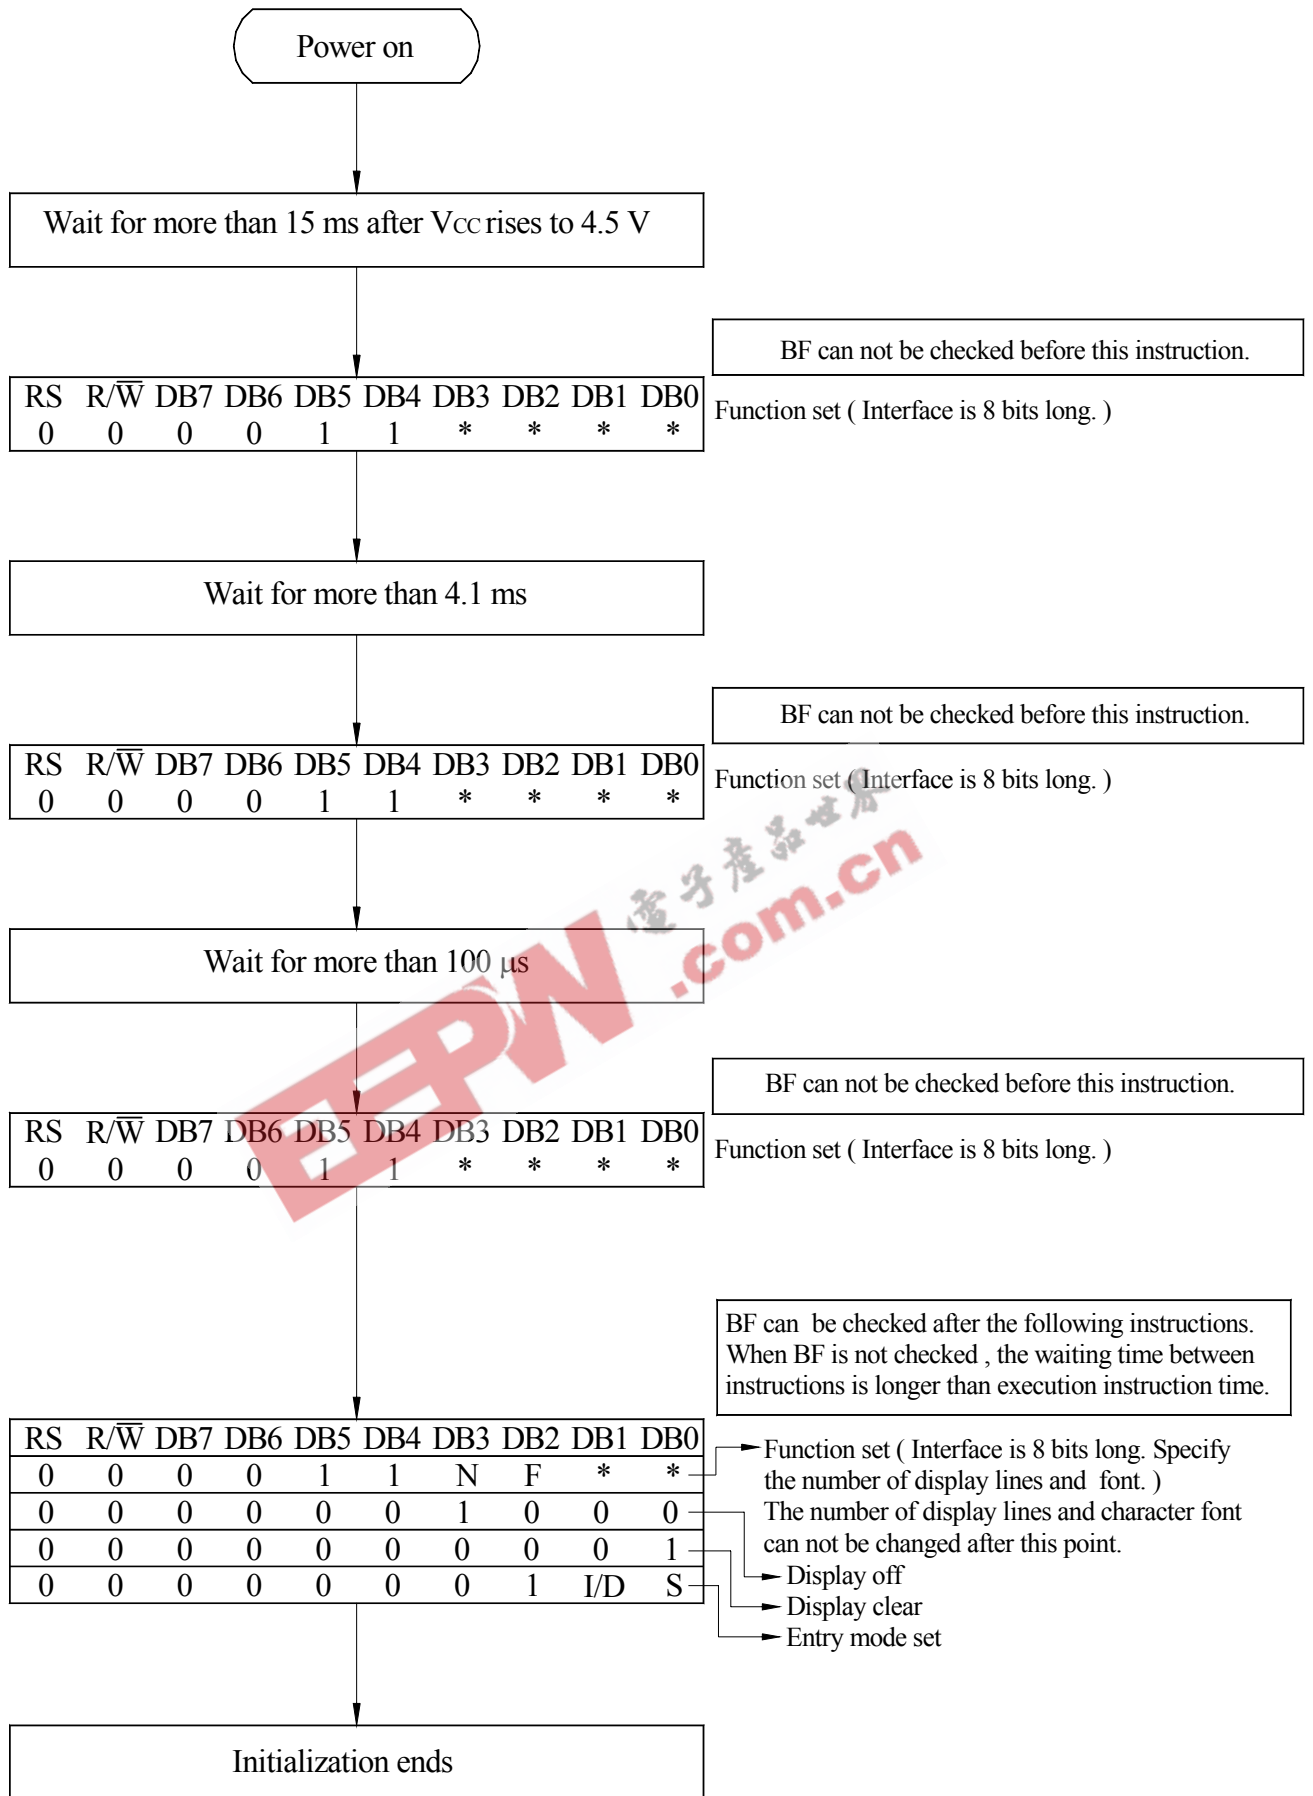 Power on
Wait for more than 15 ms after VCC rises to 4.5 V
BF can not be checked before this instruction.
RS R/W̅ DB7 DB6 DB5 DB4 DB3 DB2 DB1 DB0
0 0 0 0 1 1 * * * *
Function set ( Interface is 8 bits long. )
Wait for more than 4.1 ms
BF can not be checked before this instruction.
RS R/W̅ DB7 DB6 DB5 DB4 DB3 DB2 DB1 DB0
0 0 0 0 1 1 * * * *
Function set ( Interface is 8 bits long. )
電子產品世界
EEPW.com.cn
Wait for more than 100 μs
BF can not be checked before this instruction.
RS R/W̅ DB7 DB6 DB5 DB4 DB3 DB2 DB1 DB0
0 0 0 0 1 1 * * * *
Function set ( Interface is 8 bits long. )
BF can be checked after the following instructions.
When BF is not checked , the waiting time between
instructions is longer than execution instruction time.
RS R/W̅ DB7 DB6 DB5 DB4 DB3 DB2 DB1 DB0
0 0 0 0 1 1 N F * *
0 0 0 0 0 0 1 0 0 0
0 0 0 0 0 0 0 0 0 1
0 0 0 0 0 0 0 1 I/D S
Function set ( Interface is 8 bits long. Specify
the number of display lines and font. )
The number of display lines and character font
can not be changed after this point.
Display off
Display clear
Entry mode set
Initialization ends